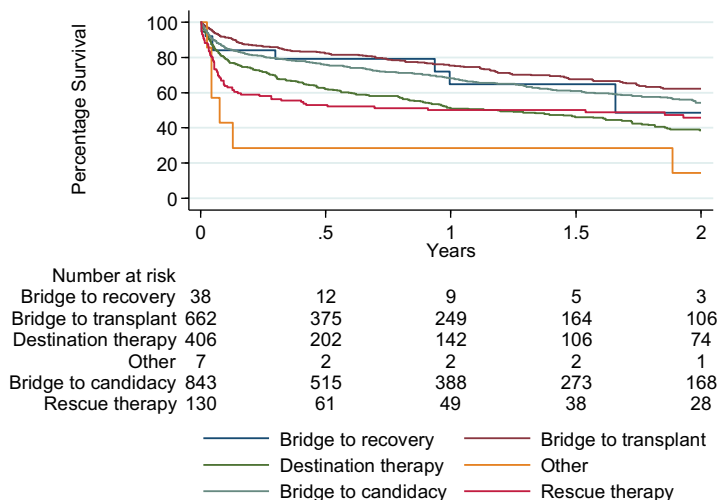 Percentage Survival
100
80
60
40
20
0
0 .5 1 1.5 2
Years
Number at risk
Bridge to recovery 38 12 9 5 3
Bridge to transplant 662 375 249 164 106
Destination therapy 406 202 142 106 74
Other 7 2 2 2 1
Bridge to candidacy 843 515 388 273 168
Rescue therapy 130 61 49 38 28
Bridge to recovery Bridge to transplant
Destination therapy Other
Bridge to candidacy Rescue therapy